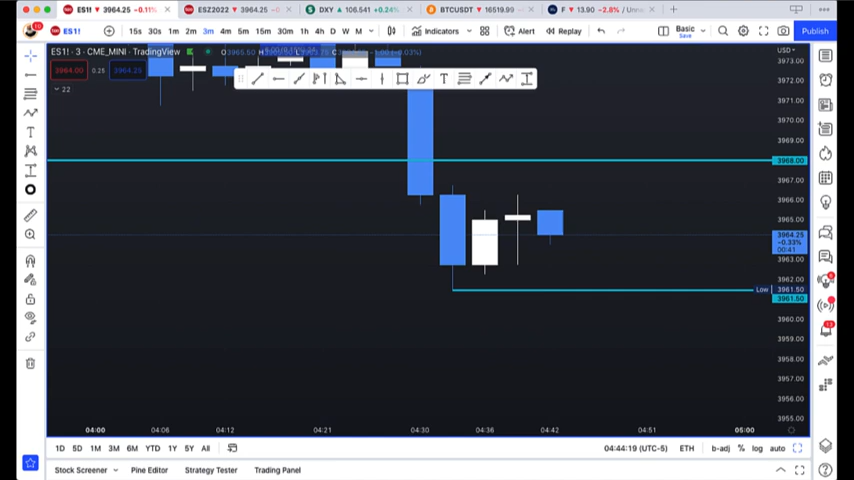 ES1! 3964.25 -0.11%
ESZ2022 3964.25
DXY 106.541 +0.24%
BTCUSDT 16519.99
F 13.90 -2.8% / Unna
ES1!
15s 30s 1m 2m 3m 4m 5m 15m 30m 1h 4h D W M
Indicators
Alert
Replay
Basic
Save
Publish
ES1! · 3 · CME_MINI · TradingView
3964.00 0.25 3964.25
22
USD
3973.00
3972.00
3971.00
3970.00
3969.00
3968.00
3967.00
3966.00
3965.00
3964.25
-0.33%
00:41
3963.00
3962.00
Low 3961.50
3961.50
3960.00
3959.00
3958.00
3957.00
3956.00
3955.00
04:00 04:06 04:12 04:21 04:30 04:36 04:42 04:51 05:00
1D 5D 1M 3M 6M YTD 1Y 5Y All
04:44:19 (UTC-5) ETH b-adj % log auto
Stock Screener Pine Editor Strategy Tester Trading Panel